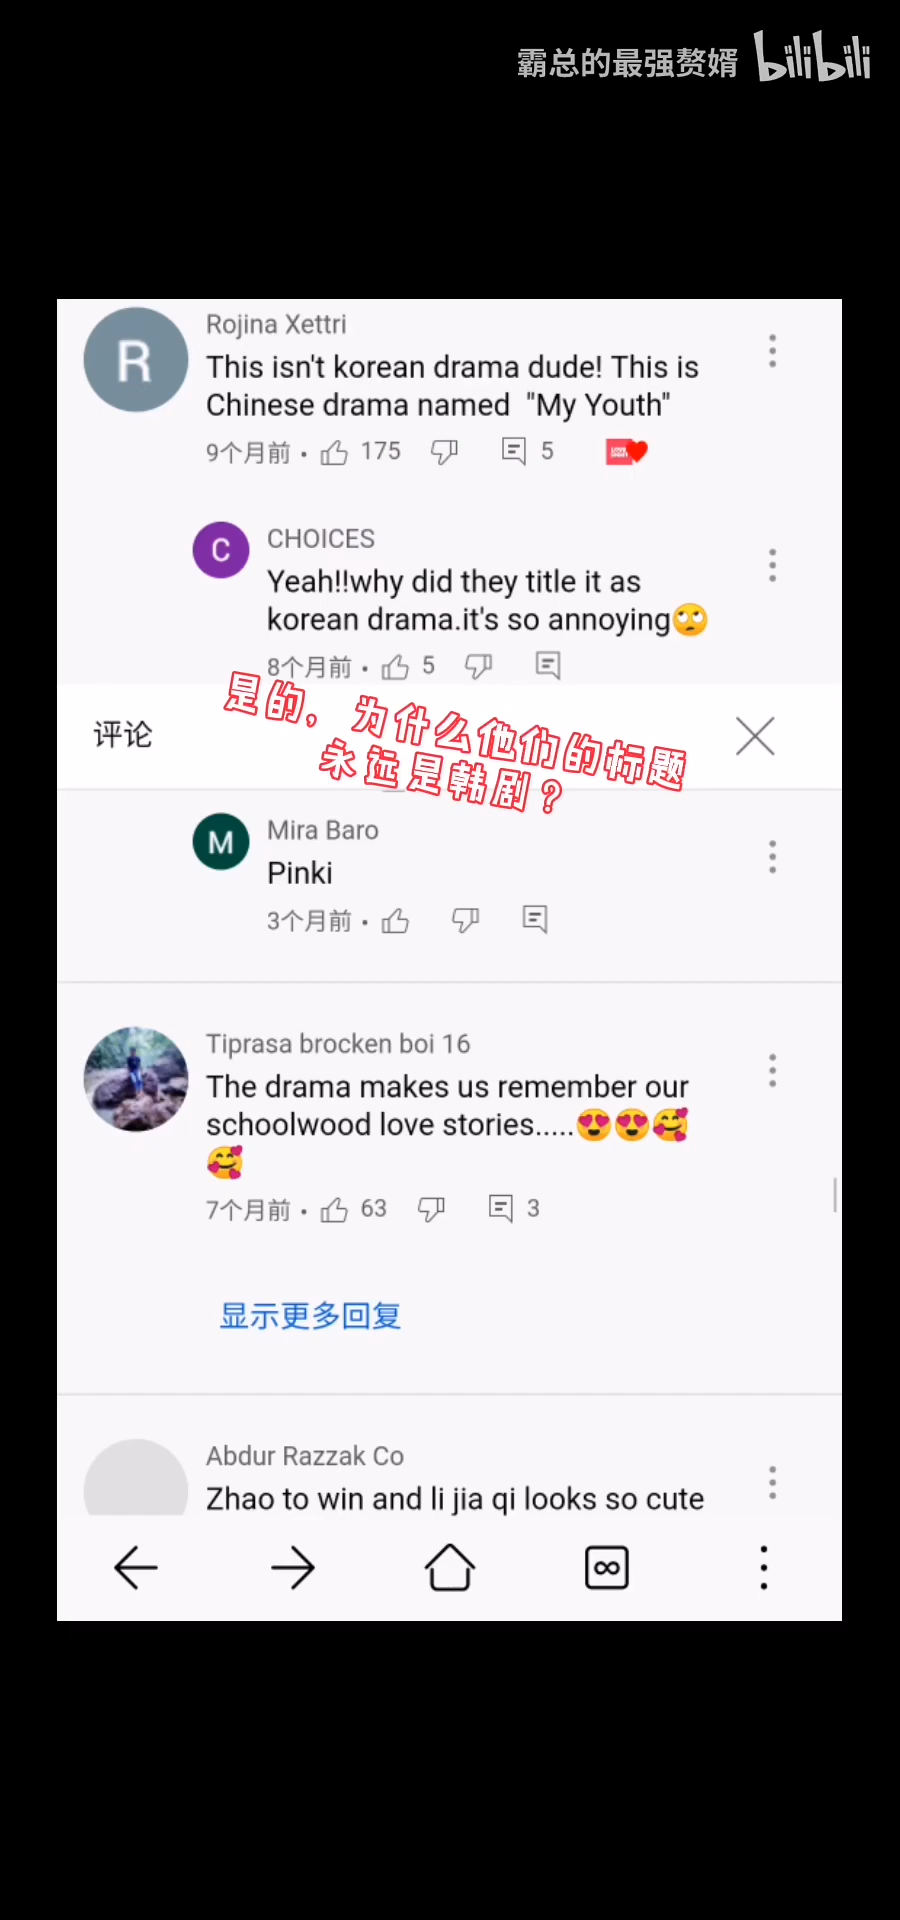 霸总的最强赘婿 bilibili
R
Rojina Xettri
This isn't korean drama dude! This is
Chinese drama named "My Youth"
9个月前 · 175 5
C
CHOICES
Yeah!!why did they title it as
korean drama.it's so annoying🙄
8个月前 · 5
是的，为什么他们的标题
永远是韩剧？
评论
M
Mira Baro
Pinki
3个月前 ·
Tiprasa brocken boi 16
The drama makes us remember our
schoolwood love stories.....😍😍🥰
🥰
7个月前 · 63 3
显示更多回复
Abdur Razzak Co
Zhao to win and li jia qi looks so cute